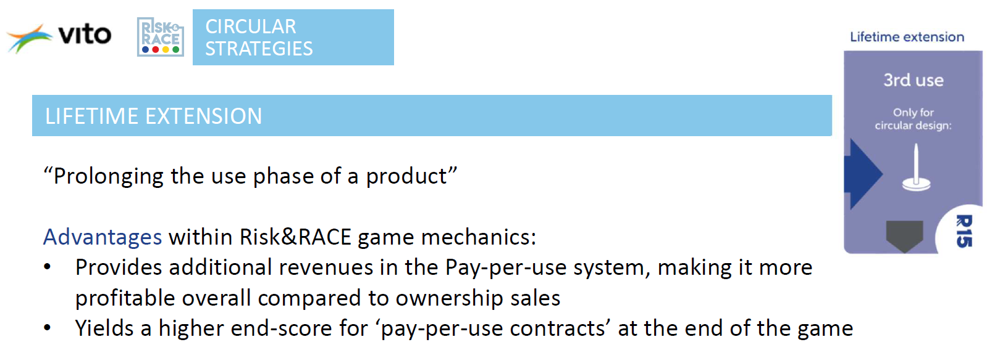 vito
RISK&
RACE
CIRCULAR
STRATEGIES
Lifetime extension
3rd use
Only for
circular design:
R15
LIFETIME EXTENSION
“Prolonging the use phase of a product”
Advantages within Risk&RACE game mechanics:
• Provides additional revenues in the Pay-per-use system, making it more
profitable overall compared to ownership sales
• Yields a higher end-score for ‘pay-per-use contracts’ at the end of the game